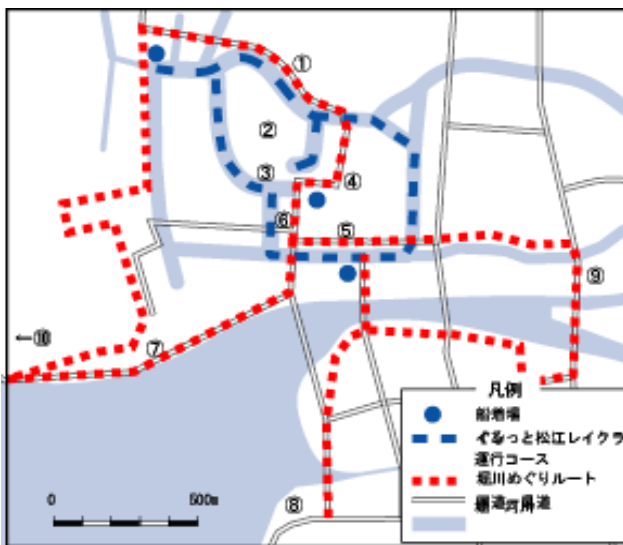 ①
②
③
④
⑥
⑤
⑨
←⑩
⑦
⑧
0 500m
凡例
船着場
ぐるっと松江レイクラ
運行コース
堀川めぐりルート